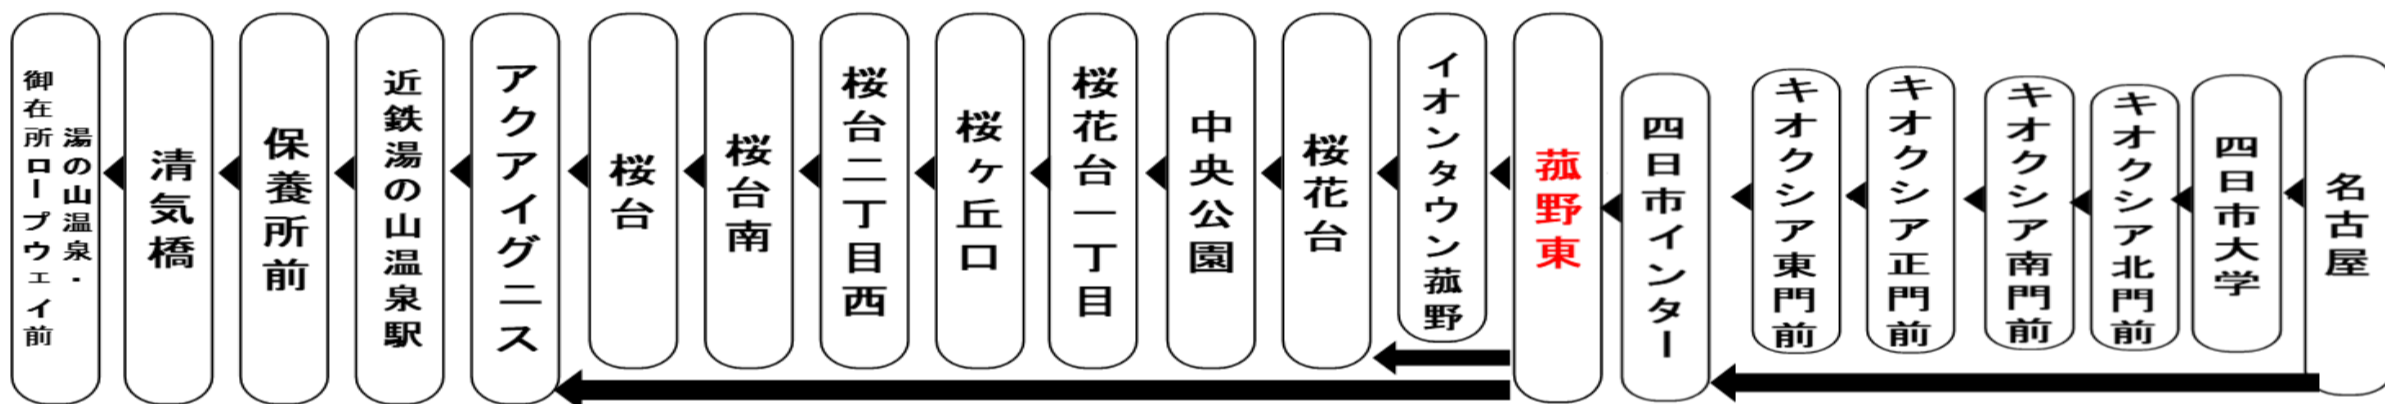 名古屋
四日市大学
キオクシア北門前
キオクシア南門前
キオクシア正門前
キオクシア東門前
四日市インター
菰野東
イオンタウン菰野
桜花台
中央公園
桜花台一丁目
桜ヶ丘口
桜台二丁目西
桜台南
桜台
アクアイグニス
近鉄湯の山温泉駅
保養所前
清気橋
湯の山温泉・
御在所ロープウェイ前